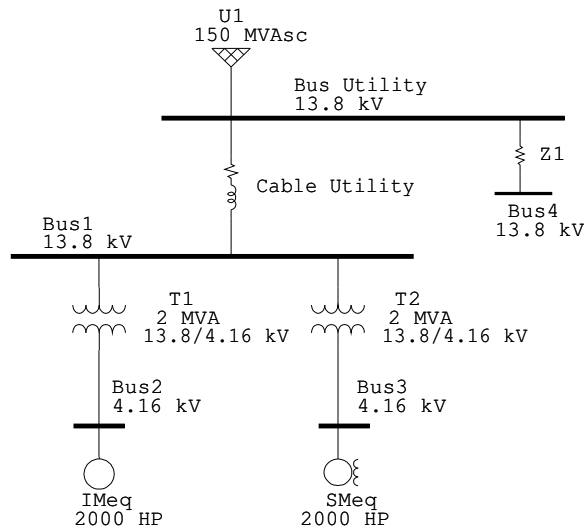 U1
150 MVAsc
Bus Utility
13.8 kV
Z1
Cable Utility
Bus4
13.8 kV
Bus1
13.8 kV
T1
2 MVA
13.8/4.16 kV
T2
2 MVA
13.8/4.16 kV
Bus2
4.16 kV
Bus3
4.16 kV
IMeq
2000 HP
SMeq
2000 HP